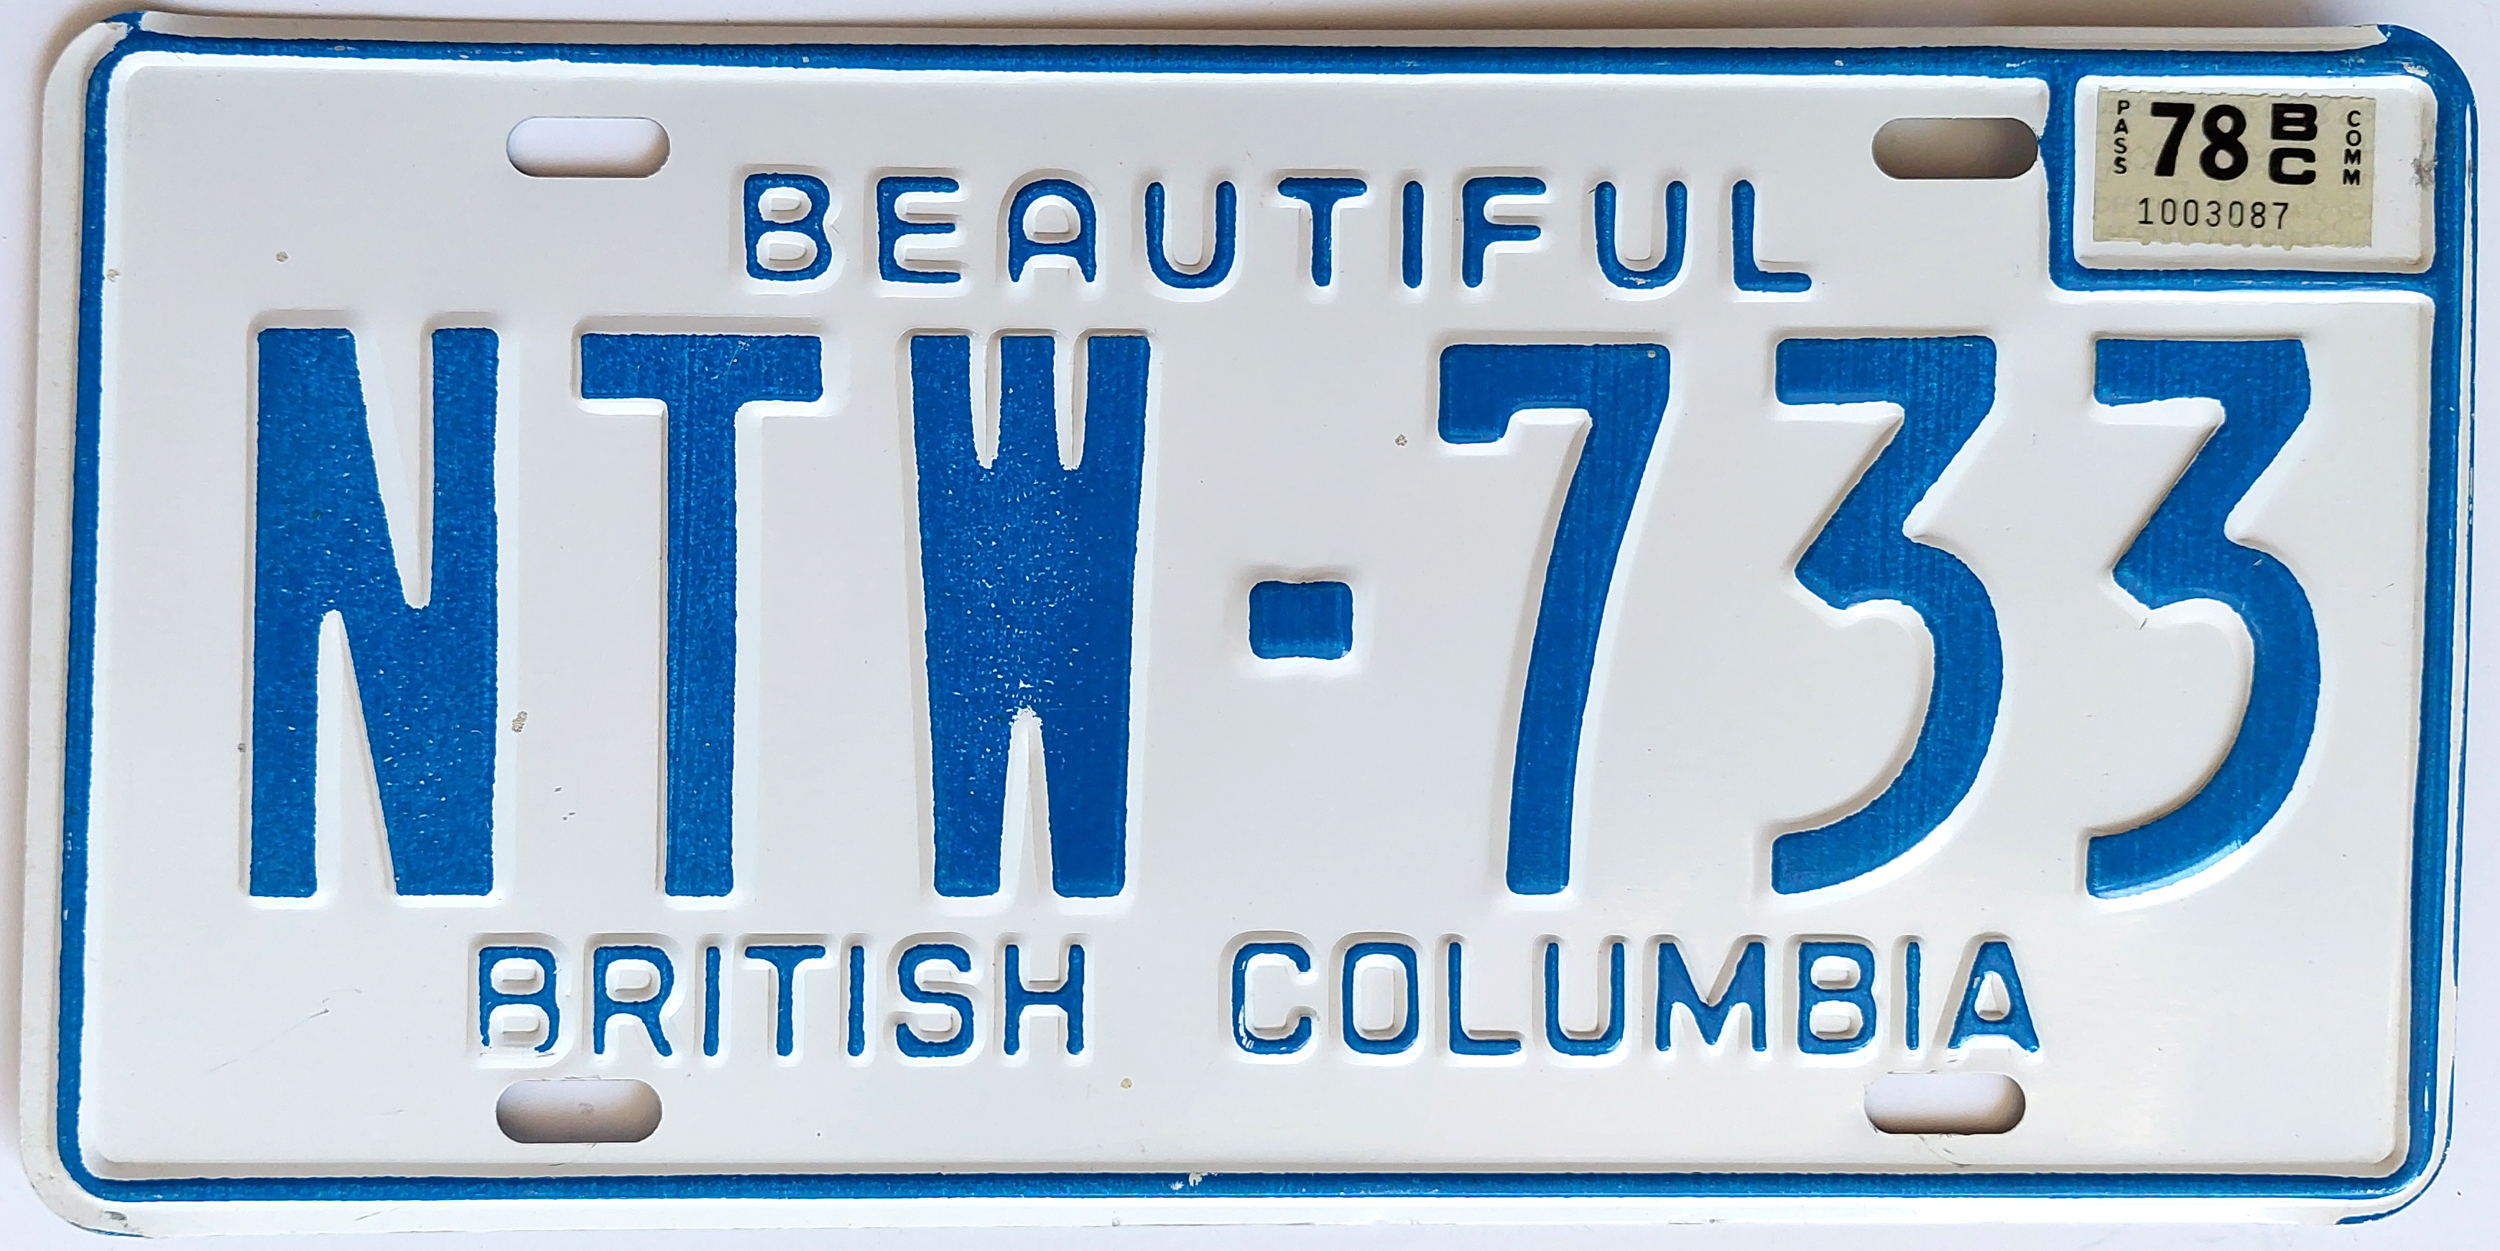 BEAUTIFUL
PASS 78 BC COMM
1003087
NTW-733
BRITISH COLUMBIA